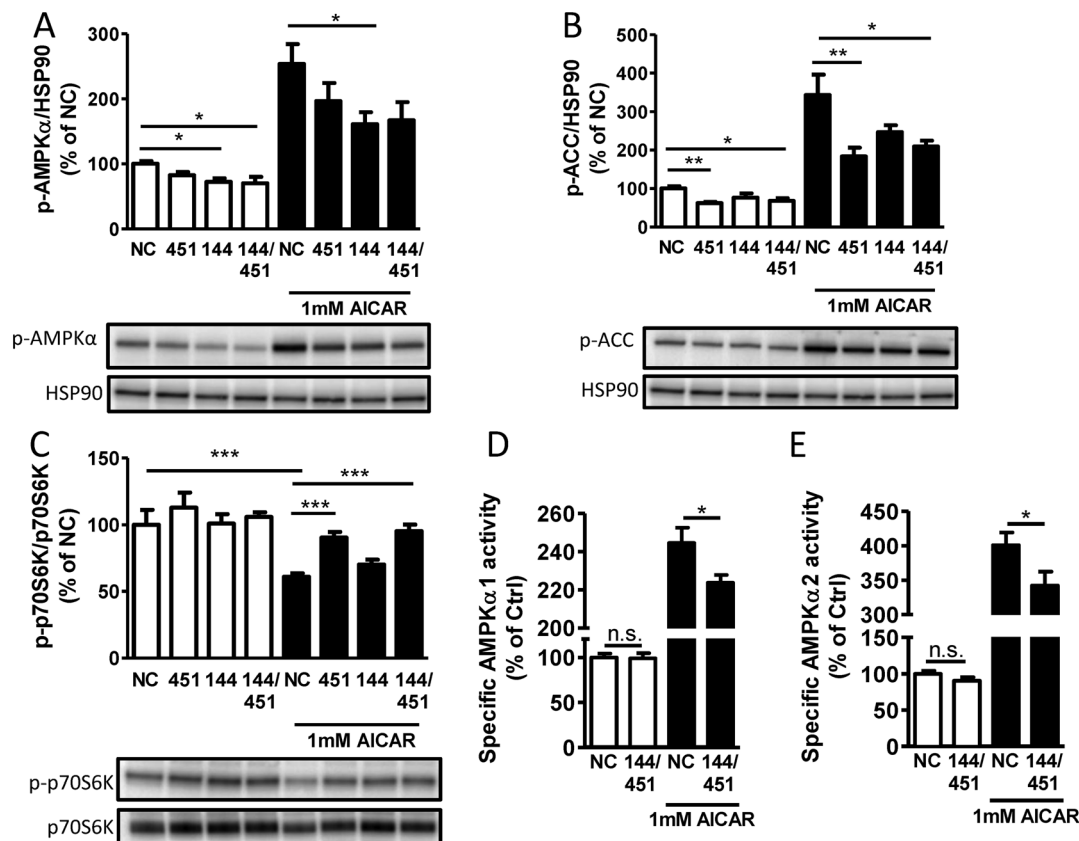 A
p-AMPKα/HSP90
(% of NC)
300
200
100
0
*
*
*
NC 451 144 144/ NC 451 144 144/
451 451
1mM AICAR
p-AMPKα
HSP90
B
p-ACC/HSP90
(% of NC)
500
400
300
200
100
0
**
*
**
*
NC 451 144 144/ NC 451 144 144/
451 451
1mM AICAR
p-ACC
HSP90
C
p-p70S6K/p70S6K
(% of NC)
150
100
50
0
***
***
***
NC 451 144 144/ NC 451 144 144/
451 451
1mM AICAR
p-p70S6K
p70S6K
D
Specific AMPKα1 activity
(% of Ctrl)
260
240
220
200
100
50
0
n.s.
*
NC 144/ NC 144/
451 451
1mM AICAR
E
Specific AMPKα2 activity
(% of Ctrl)
450
400
350
300
150
100
50
0
n.s.
*
NC 144/ NC 144/
451 451
1mM AICAR